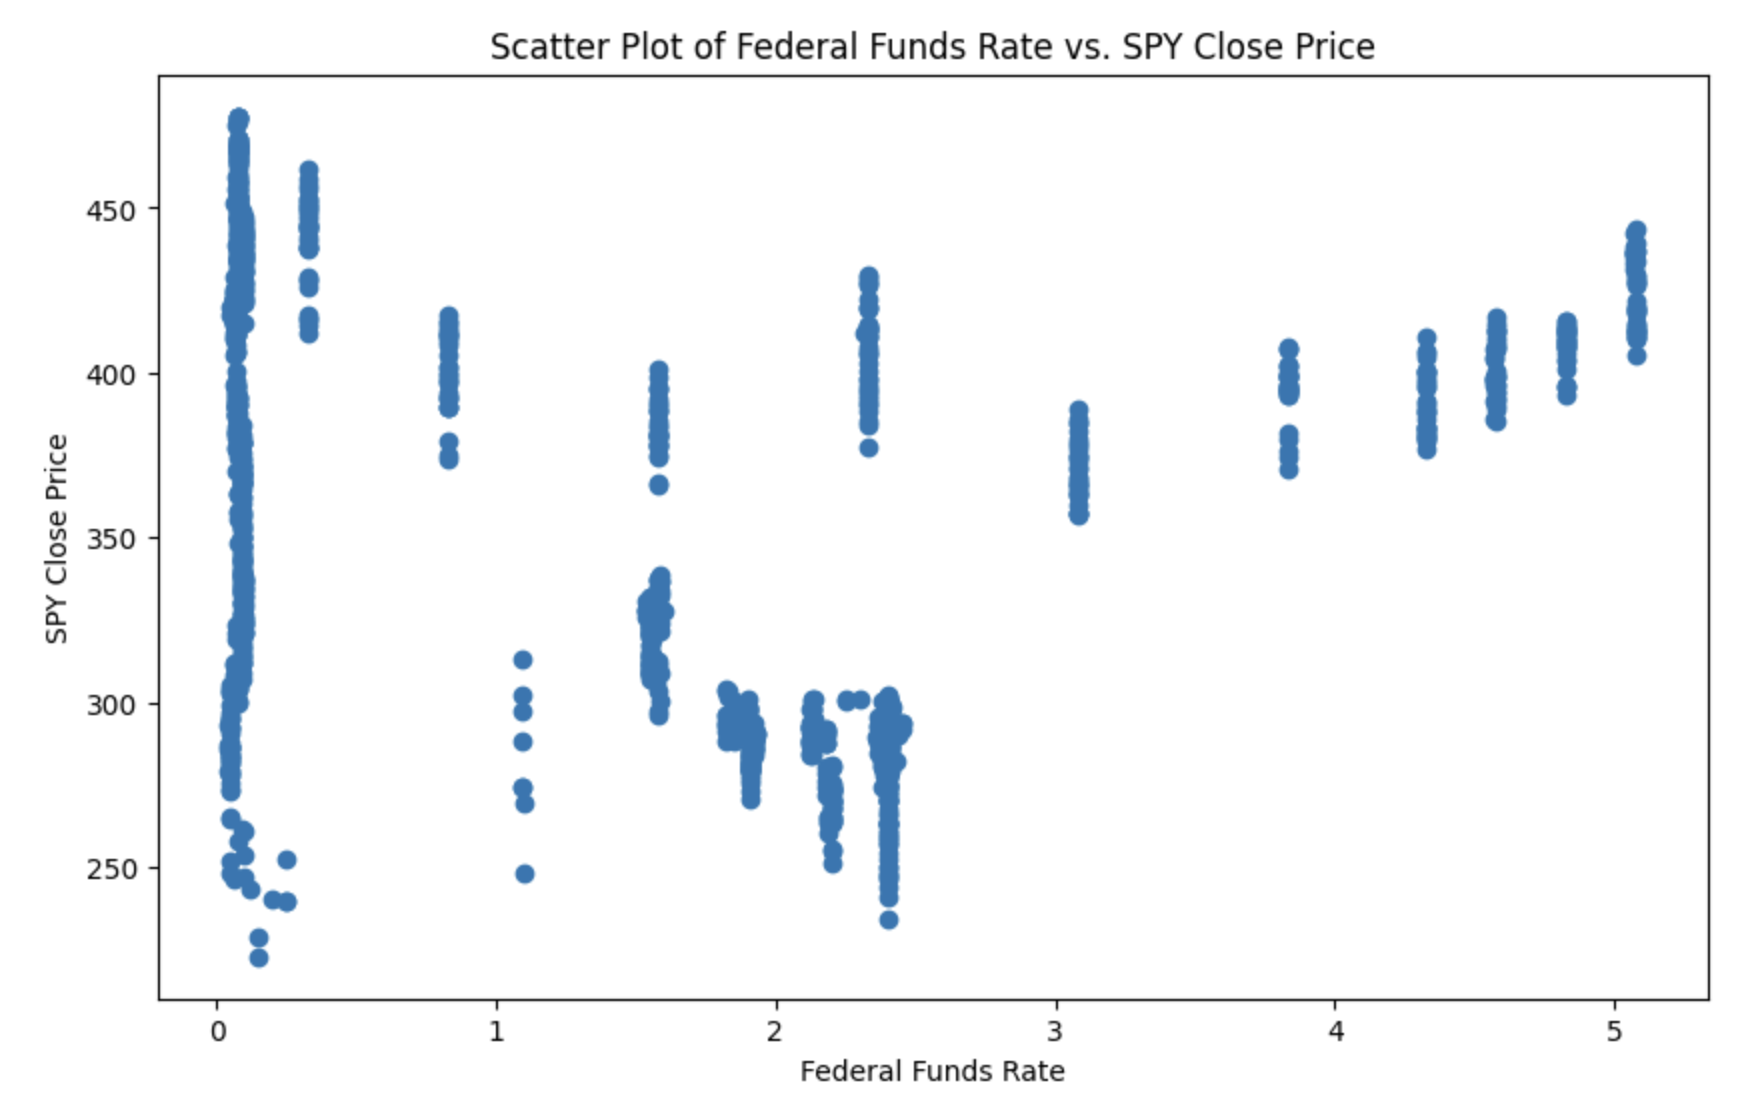 Scatter Plot of Federal Funds Rate vs. SPY Close Price
SPY Close Price
450
400
350
300
250
0 1 2 3 4 5
Federal Funds Rate